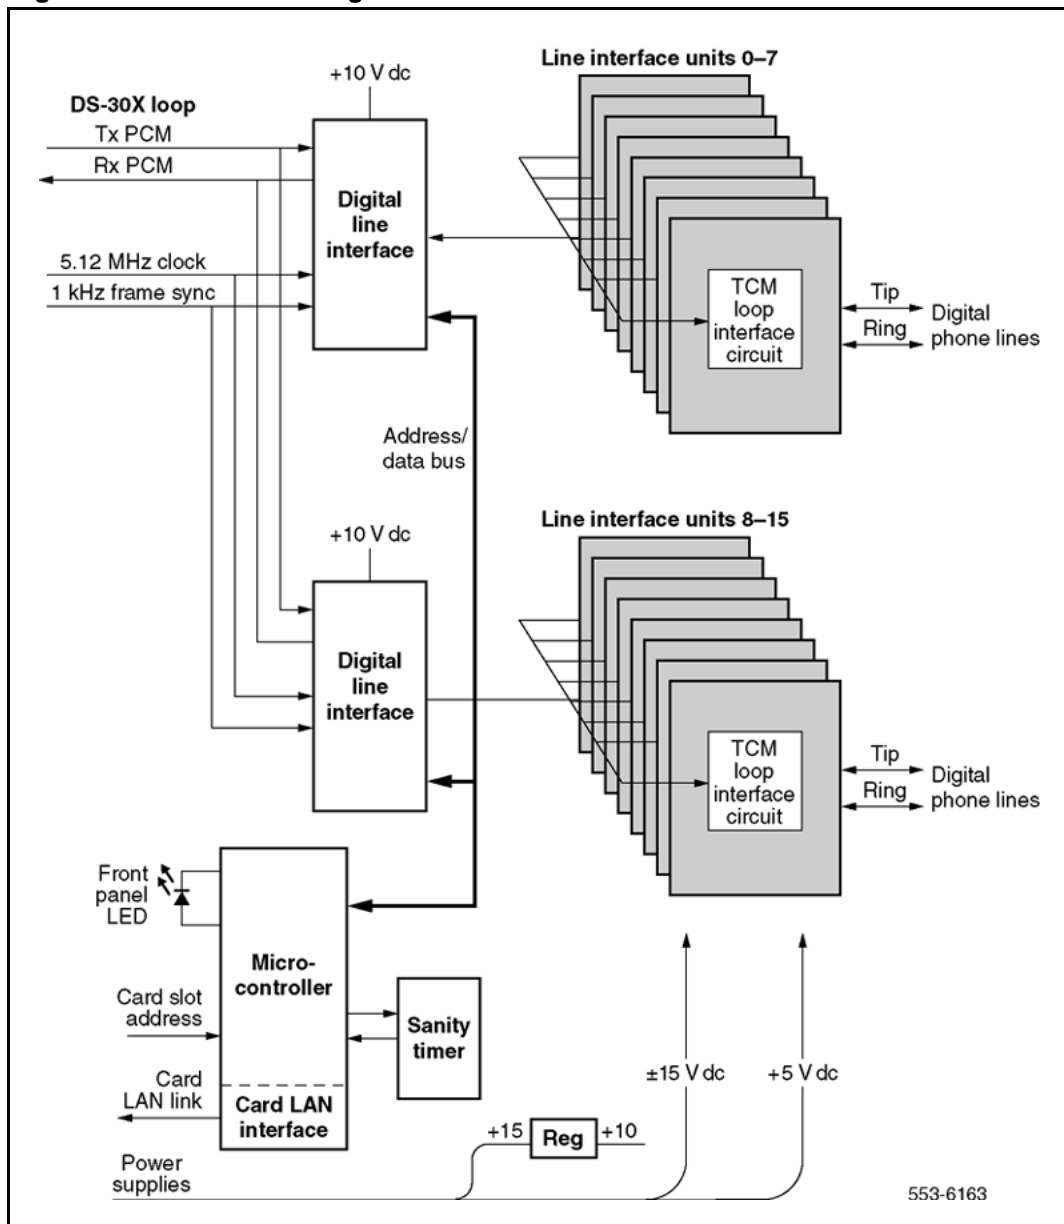 Line interface units 0–7
+10 V dc
DS-30X loop
Tx PCM
Rx PCM
Digital
line
interface
5.12 MHz clock
1 kHz frame sync
TCM
loop
interface
circuit
Tip
Ring
Digital
phone lines
Address/
data bus
Line interface units 8–15
+10 V dc
Digital
line
interface
TCM
loop
interface
circuit
Tip
Ring
Digital
phone lines
Front
panel
LED
Micro-
controller
Card slot
address
Sanity
timer
Card
LAN link
Card LAN
interface
±15 V dc
+5 V dc
+15
Reg
+10
Power
supplies
553-6163